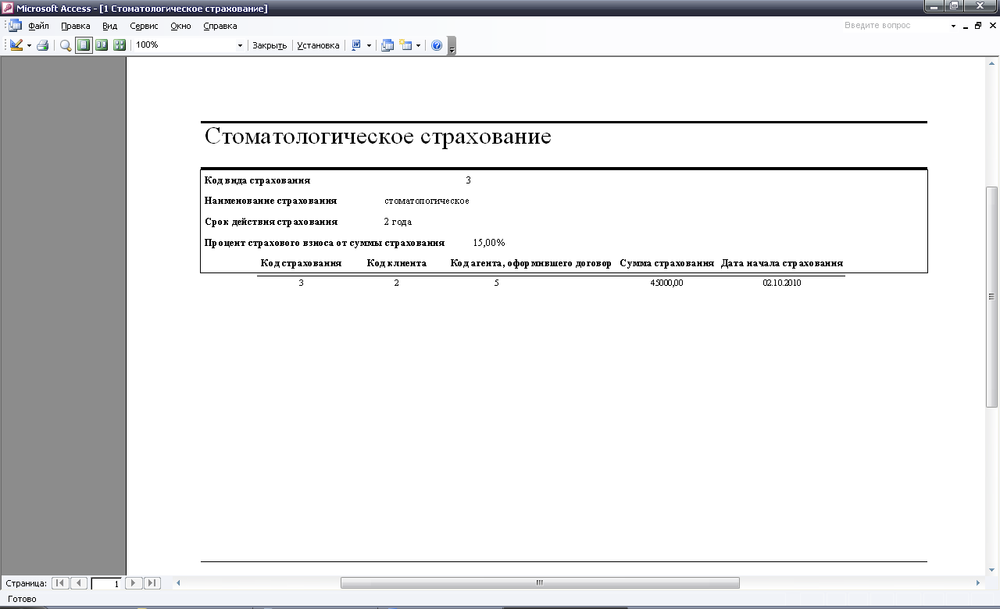 Microsoft Access - [1 Стоматологическое страхование]
Файл Правка Вид Сервис Окно Справка Введите вопрос
100% Закрыть Установка
Стоматологическое страхование
Код вида страхования 3
Наименование страхования стоматологическое
Срок действия страхования 2 года
Процент страхового взноса от суммы страхования 15,00%
Код страхования Код клиента Код агента, оформившего договор Сумма страхования Дата начала страхования
3 2 5 45000,00 02.10.2010
Страница: 1
Готово